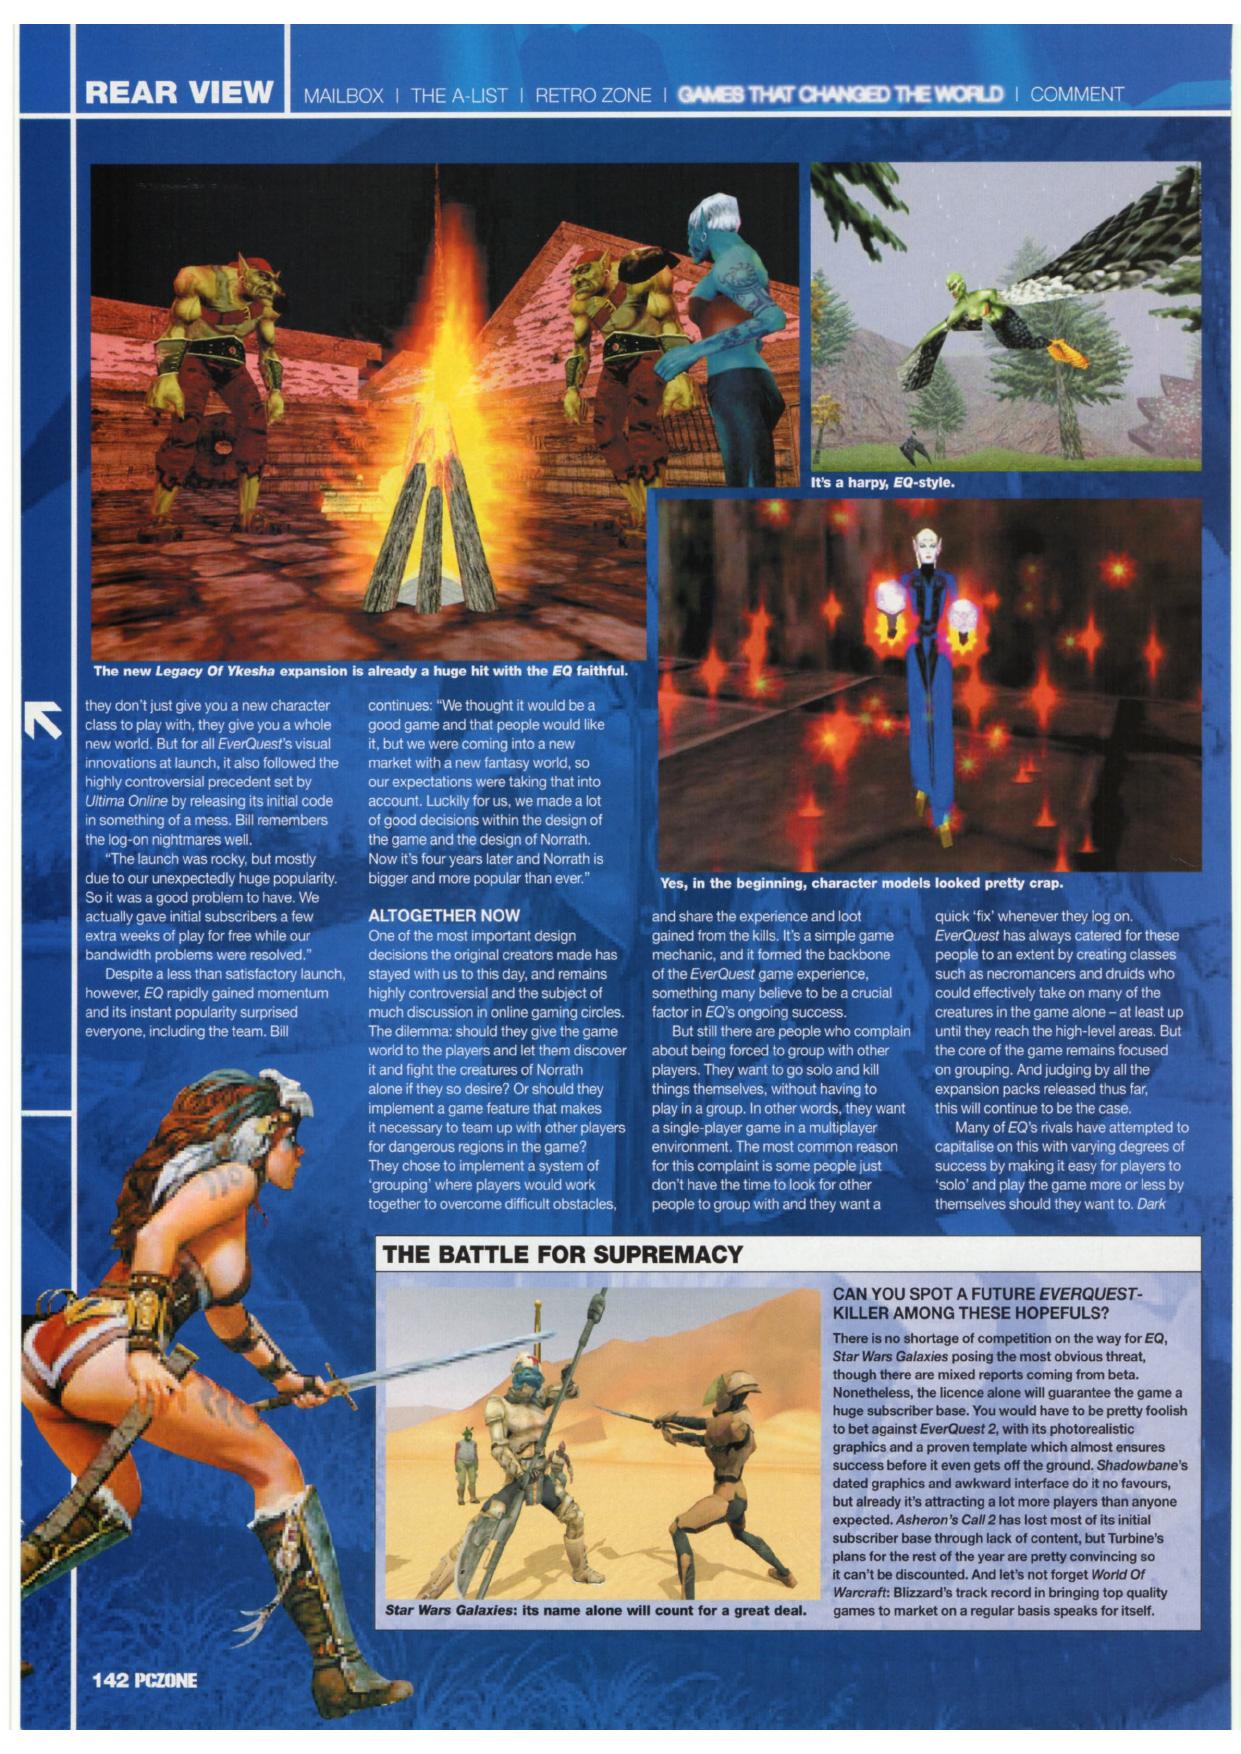 REAR VIEW
MAILBOX | THE A-LIST | RETRO ZONE | GAMES THAT CHANGED THE WORLD | COMMENT
It's a harpy, EQ-style.
The new Legacy Of Ykesha expansion is already a huge hit with the EQ faithful.
Yes, in the beginning, character models looked pretty crap.
they don't just give you a new character
class to play with, they give you a whole
new world. But for all EverQuest's visual
innovations at launch, it also followed the
highly controversial precedent set by
Ultima Online by releasing its initial code
in something of a mess. Bill remembers
the log-on nightmares well.
"The launch was rocky, but mostly
due to our unexpectedly huge popularity.
So it was a good problem to have. We
actually gave initial subscribers a few
extra weeks of play for free while our
bandwidth problems were resolved."
Despite a less than satisfactory launch,
however, EQ rapidly gained momentum
and its instant popularity surprised
everyone, including the team. Bill
continues: "We thought it would be a
good game and that people would like
it, but we were coming into a new
market with a new fantasy world, so
our expectations were taking that into
account. Luckily for us, we made a lot
of good decisions within the design of
the game and the design of Norrath.
Now it's four years later and Norrath is
bigger and more popular than ever."
ALTOGETHER NOW
One of the most important design
decisions the original creators made has
stayed with us to this day, and remains
highly controversial and the subject of
much discussion in online gaming circles.
The dilemma: should they give the game
world to the players and let them discover
it and fight the creatures of Norrath
alone if they so desire? Or should they
implement a game feature that makes
it necessary to team up with other players
for dangerous regions in the game?
They chose to implement a system of
'grouping' where players would work
together to overcome difficult obstacles,
and share the experience and loot
gained from the kills. It's a simple game
mechanic, and it formed the backbone
of the EverQuest game experience,
something many believe to be a crucial
factor in EQ's ongoing success.
But still there are people who complain
about being forced to group with other
players. They want to go solo and kill
things themselves, without having to
play in a group. In other words, they want
a single-player game in a multiplayer
environment. The most common reason
for this complaint is some people just
don't have the time to look for other
people to group with and they want a
quick 'fix' whenever they log on.
EverQuest has always catered for these
people to an extent by creating classes
such as necromancers and druids who
could effectively take on many of the
creatures in the game alone – at least up
until they reach the high-level areas. But
the core of the game remains focused
on grouping. And judging by all the
expansion packs released thus far,
this will continue to be the case.
Many of EQ's rivals have attempted to
capitalise on this with varying degrees of
success by making it easy for players to
'solo' and play the game more or less by
themselves should they want to. Dark
THE BATTLE FOR SUPREMACY
Star Wars Galaxies: its name alone will count for a great deal.
CAN YOU SPOT A FUTURE EVERQUEST-
KILLER AMONG THESE HOPEFULS?
There is no shortage of competition on the way for EQ,
Star Wars Galaxies posing the most obvious threat,
though there are mixed reports coming from beta.
Nonetheless, the licence alone will guarantee the game a
huge subscriber base. You would have to be pretty foolish
to bet against EverQuest 2, with its photorealistic
graphics and a proven template which almost ensures
success before it even gets off the ground. Shadowbane's
dated graphics and awkward interface do it no favours,
but already it's attracting a lot more players than anyone
expected. Asheron's Call 2 has lost most of its initial
subscriber base through lack of content, but Turbine's
plans for the rest of the year are pretty convincing so
it can't be discounted. And let's not forget World Of
Warcraft: Blizzard's track record in bringing top quality
games to market on a regular basis speaks for itself.
142 PCZONE